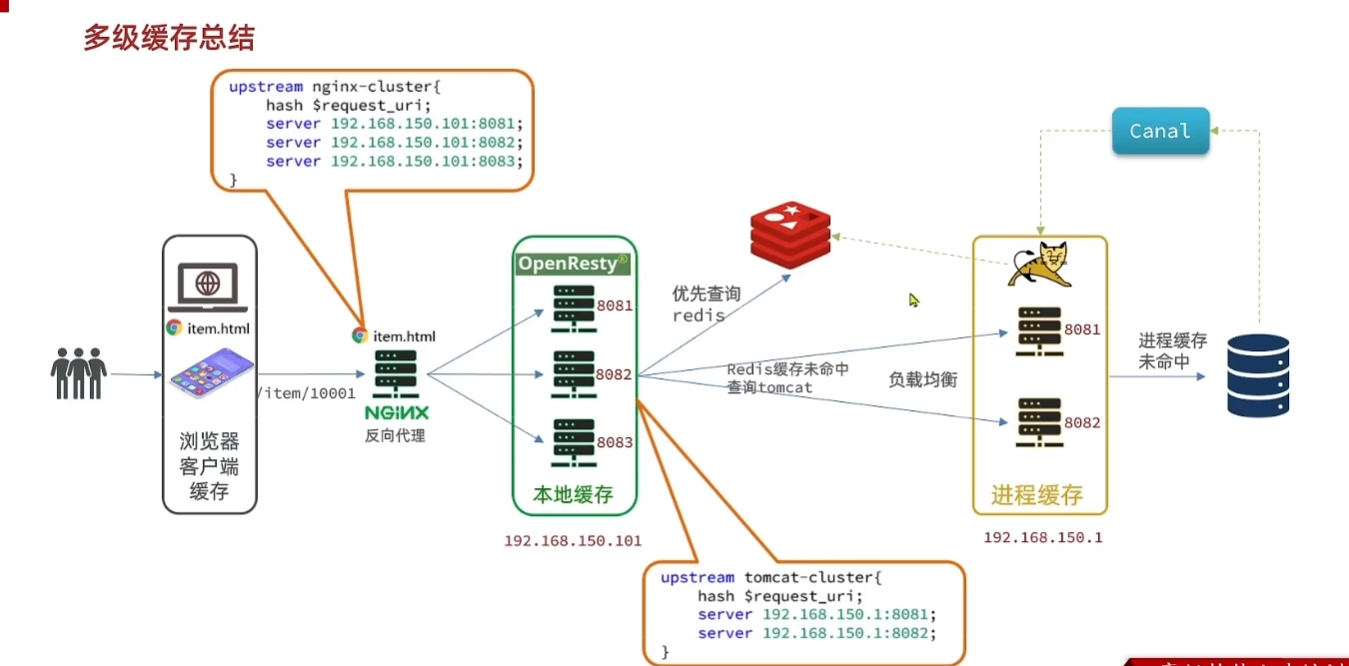 多级缓存总结
upstream nginx-cluster{
hash $request_uri;
server 192.168.150.101:8081;
server 192.168.150.101:8082;
server 192.168.150.101:8083;
}
Canal
item.html
浏览器
客户端
缓存
/item/10001
item.html
NGINX
反向代理
OpenResty®
8081
8082
8083
本地缓存
192.168.150.101
优先查询
redis
Redis缓存未命中
查询tomcat
负载均衡
8081
8082
进程缓存
192.168.150.1
进程缓存
未命中
upstream tomcat-cluster{
hash $request_uri;
server 192.168.150.1:8081;
server 192.168.150.1:8082;
}